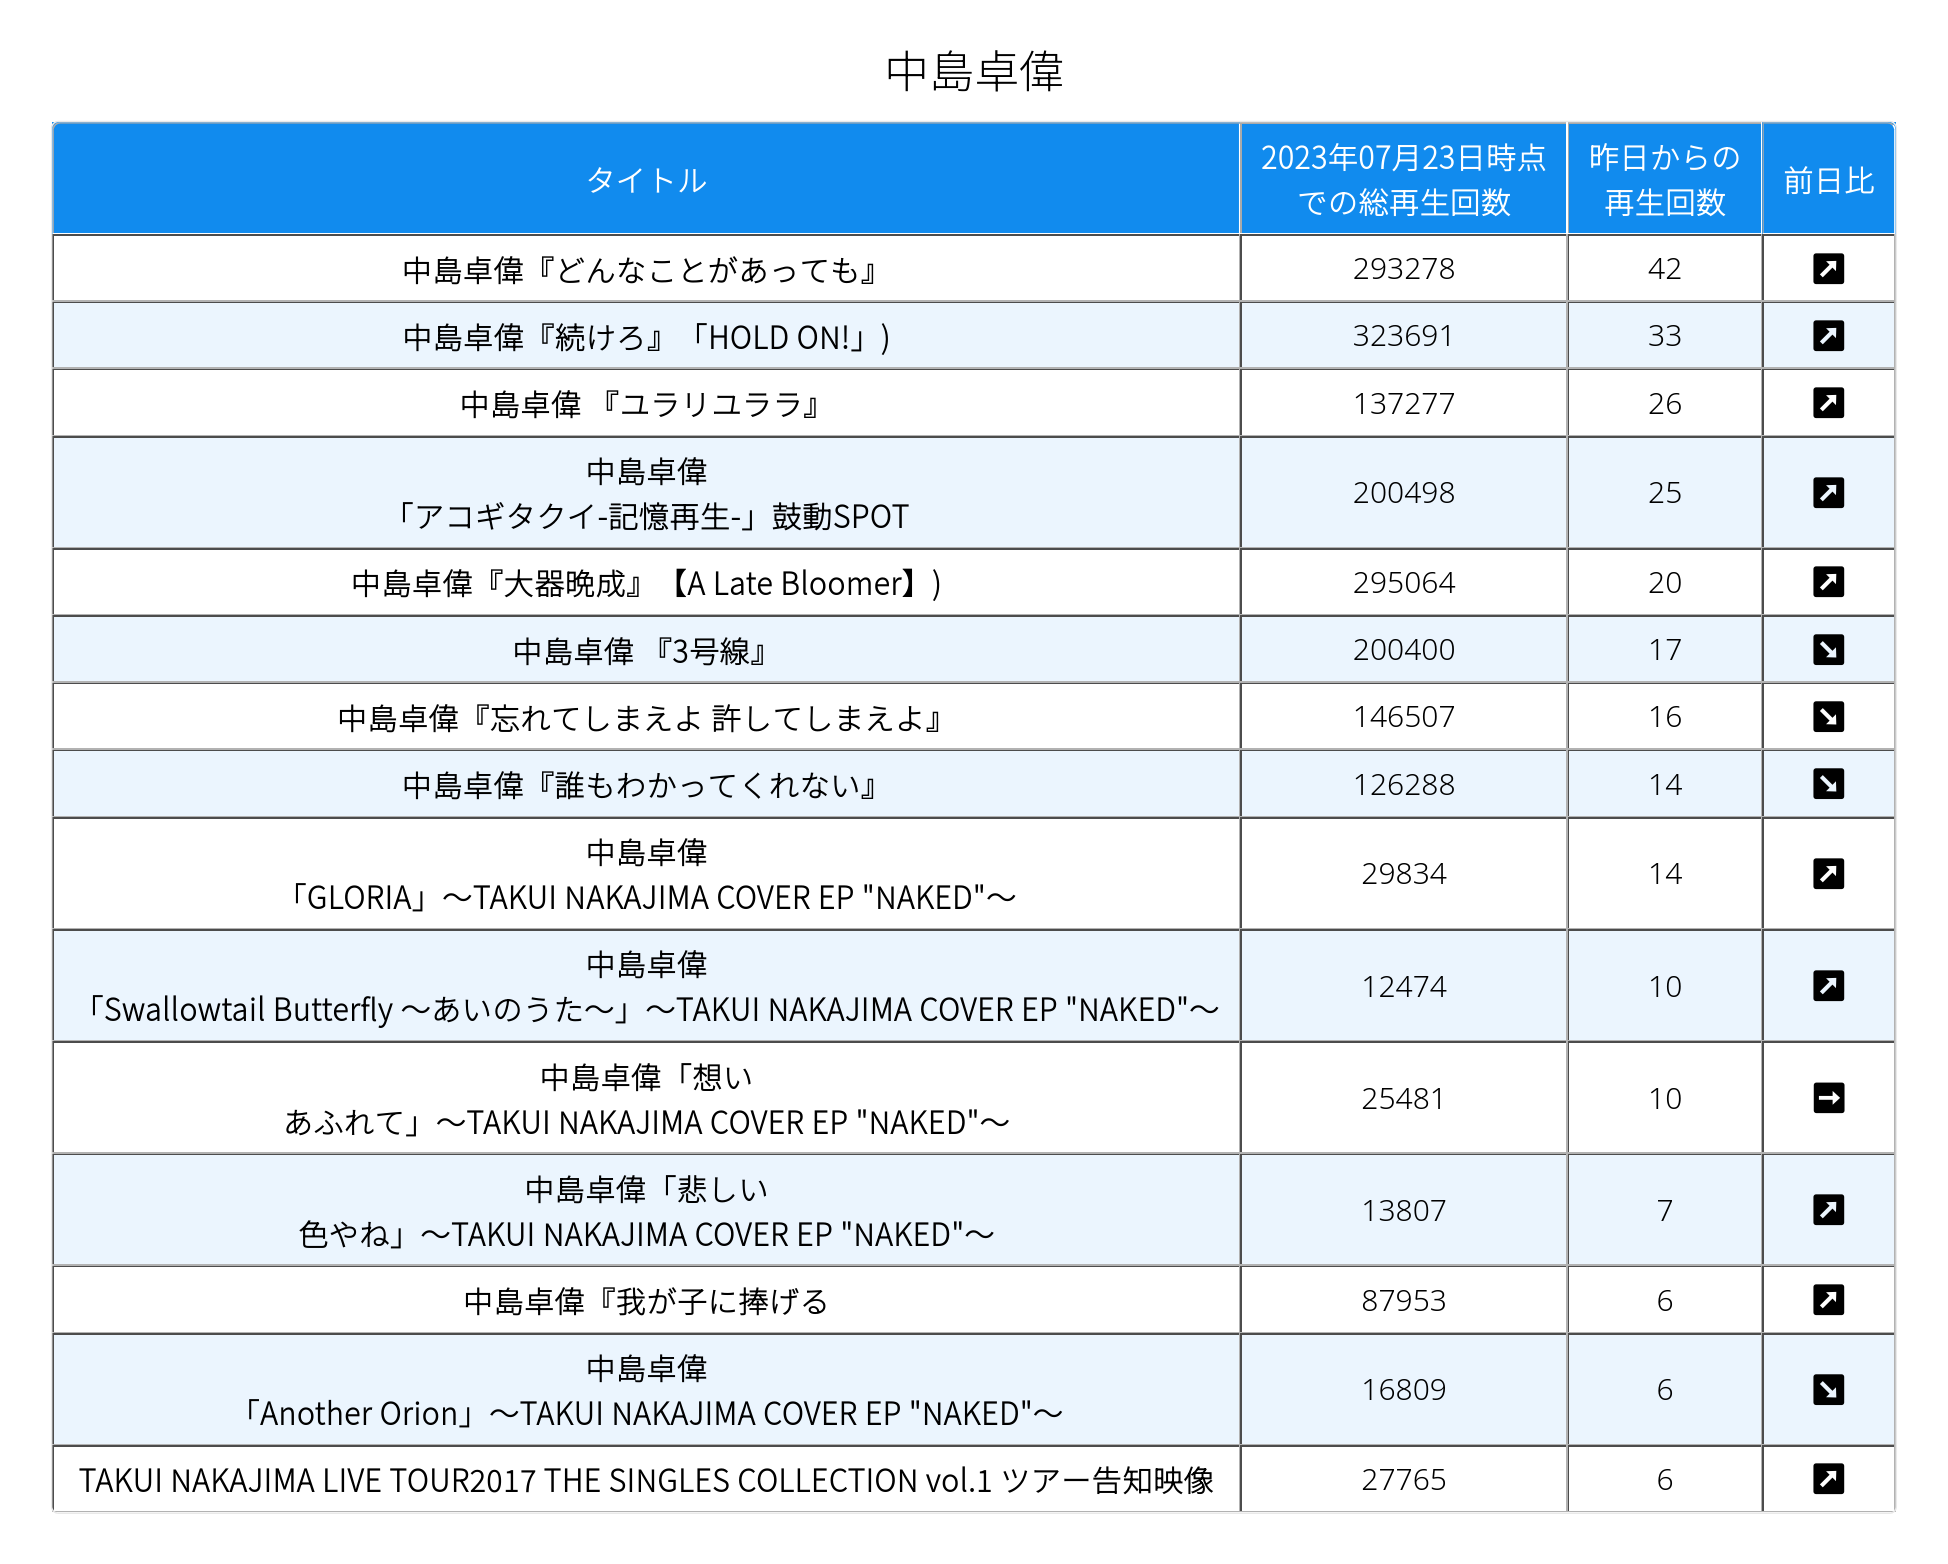 中島卓偉
タイトル
2023年07月23日時点
での総再生回数
昨日からの
再生回数
前日比
中島卓偉『どんなことがあっても』
293278
42
中島卓偉『続けろ』「HOLD ON!」)
323691
33
中島卓偉 『ユラリユララ』
137277
26
中島卓偉
「アコギタクイ-記憶再生-」鼓動SPOT
200498
25
中島卓偉『大器晩成』【A Late Bloomer】)
295064
20
中島卓偉 『3号線』
200400
17
中島卓偉『忘れてしまえよ 許してしまえよ』
146507
16
中島卓偉『誰もわかってくれない』
126288
14
中島卓偉
「GLORIA」〜TAKUI NAKAJIMA COVER EP "NAKED"〜
29834
14
中島卓偉
「Swallowtail Butterfly 〜あいのうた〜」〜TAKUI NAKAJIMA COVER EP "NAKED"〜
12474
10
中島卓偉「想い
あふれて」〜TAKUI NAKAJIMA COVER EP "NAKED"〜
25481
10
中島卓偉「悲しい
色やね」〜TAKUI NAKAJIMA COVER EP "NAKED"〜
13807
7
中島卓偉『我が子に捧げる
87953
6
中島卓偉
「Another Orion」〜TAKUI NAKAJIMA COVER EP "NAKED"〜
16809
6
TAKUI NAKAJIMA LIVE TOUR2017 THE SINGLES COLLECTION vol.1 ツアー告知映像
27765
6